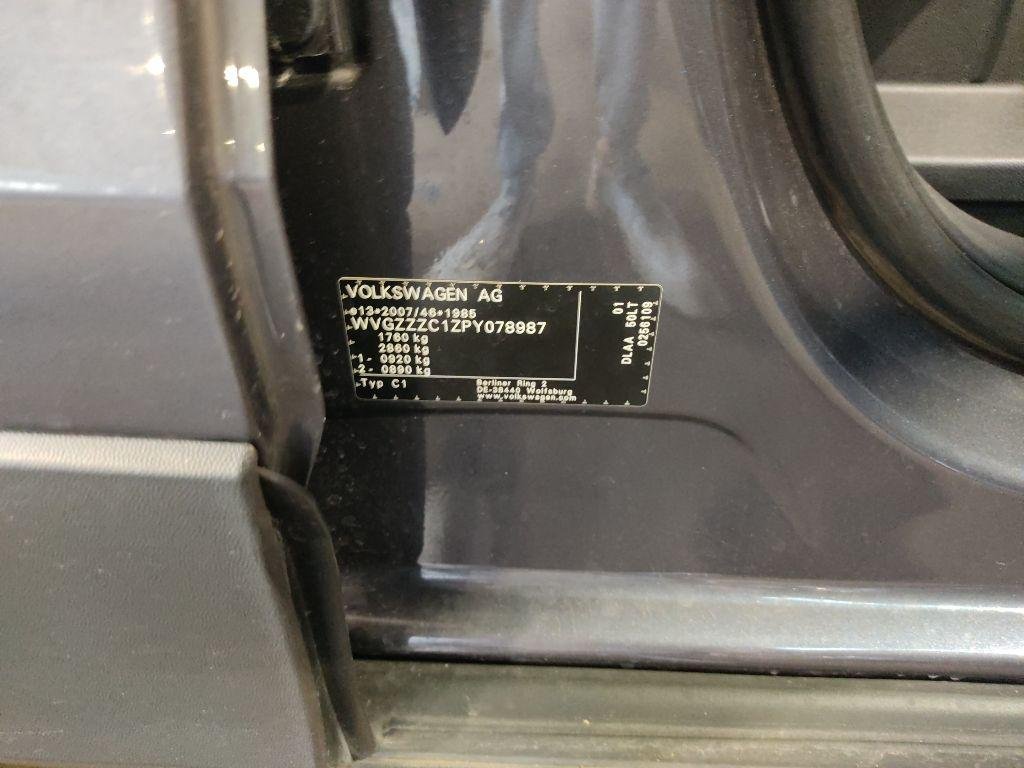 VOLKSWAGEN AG
e13*2007/46*1985
WVGZZZC1ZPY078987
1760 kg
2860 kg
1- 0920 kg
2- 0890 kg
Typ C1
Berliner Ring 2
DE-38440 Wolfsburg
www.volkswagen.com
01
DLAA 50LT
0256109